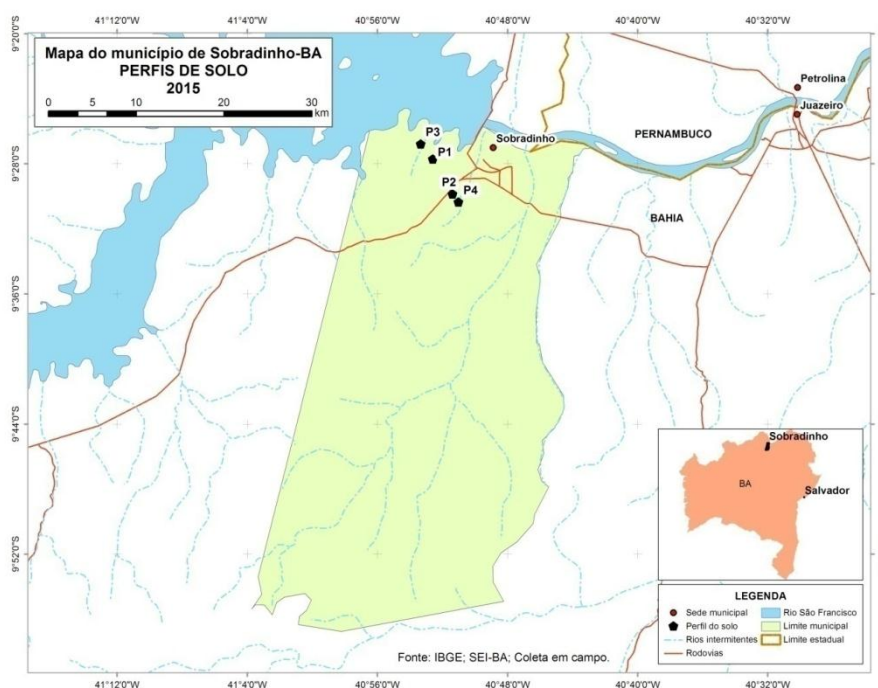 41°12'0"O 41°4'0"O 40°56'0"O 40°48'0"O 40°40'0"O 40°32'0"O
Mapa do município de Sobradinho-BA
PERFIS DE SOLO
2015
0 5 10 20 30
km
Petrolina
Juazeiro
PERNAMBUCO
Sobradinho
P3
P1
P2
P4
BAHIA
9°20'0"S
9°28'0"S
9°36'0"S
9°44'0"S
9°52'0"S
Sobradinho
BA
Salvador
LEGENDA
Sede municipal
Perfil do solo
Rios intermitentes
Rodovias
Rio São Francisco
Limite municipal
Limite estadual
Fonte: IBGE; SEI-BA; Coleta em campo.
41°12'0"O 41°4'0"O 40°56'0"O 40°48'0"O 40°40'0"O 40°32'0"O